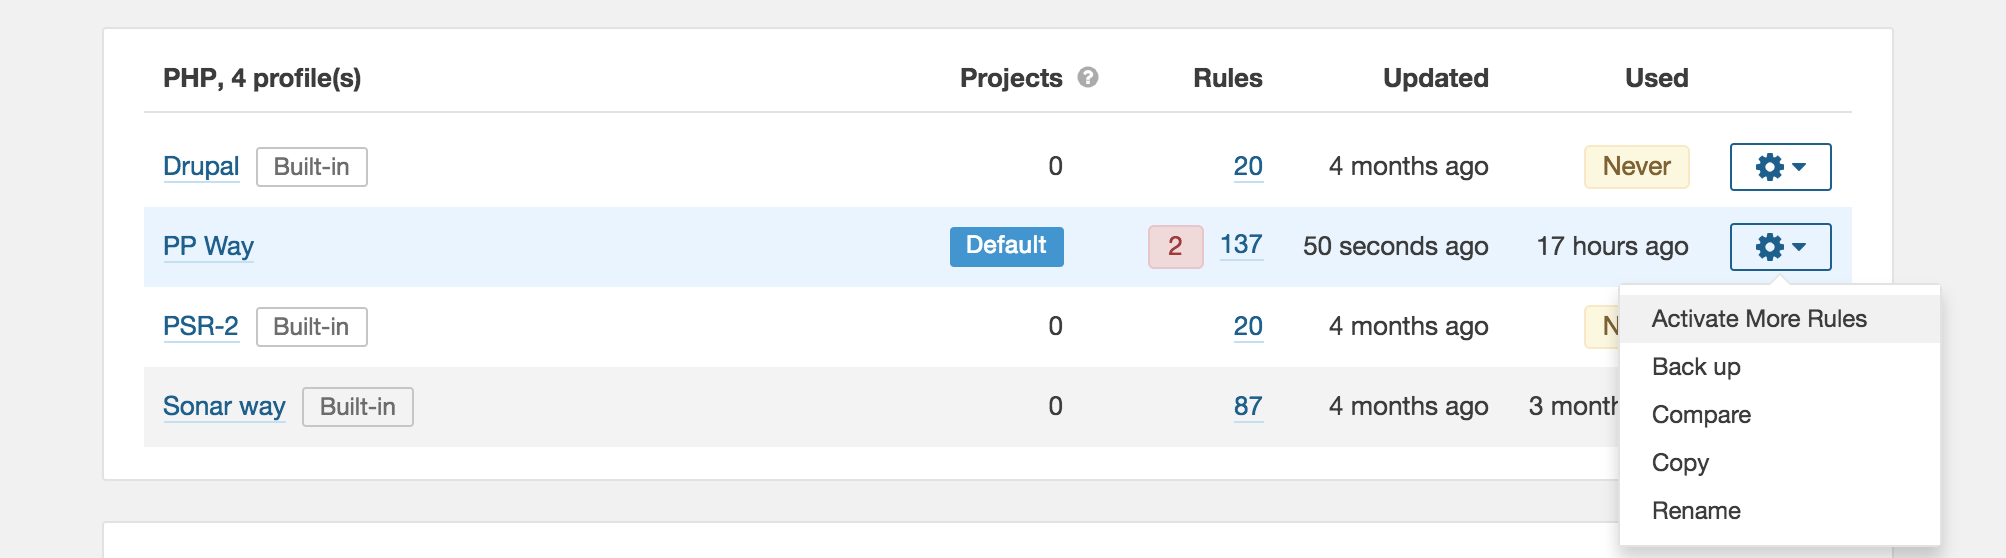 PHP, 4 profile(s) Projects ? Rules Updated Used
Drupal Built-in 0 20 4 months ago Never
PP Way Default 2 137 50 seconds ago 17 hours ago
PSR-2 Built-in 0 20 4 months ago
Activate More Rules
Back up
Sonar way Built-in 0 87 4 months ago 3
Compare
Copy
Rename